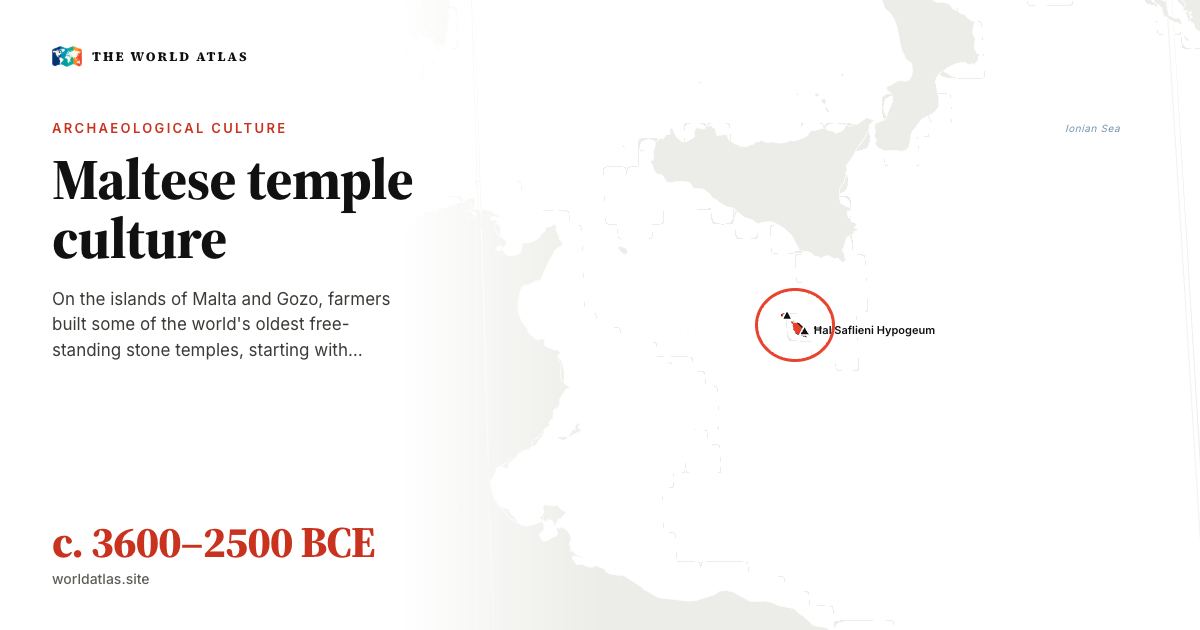 THE WORLD ATLAS
ARCHAEOLOGICAL CULTURE
Maltese temple
culture
On the islands of Malta and Gozo, farmers
built some of the world's oldest free-
standing stone temples, starting with...
c. 3600–2500 BCE
worldatlas.site
Ionian Sea
Ħal Saflieni Hypogeum